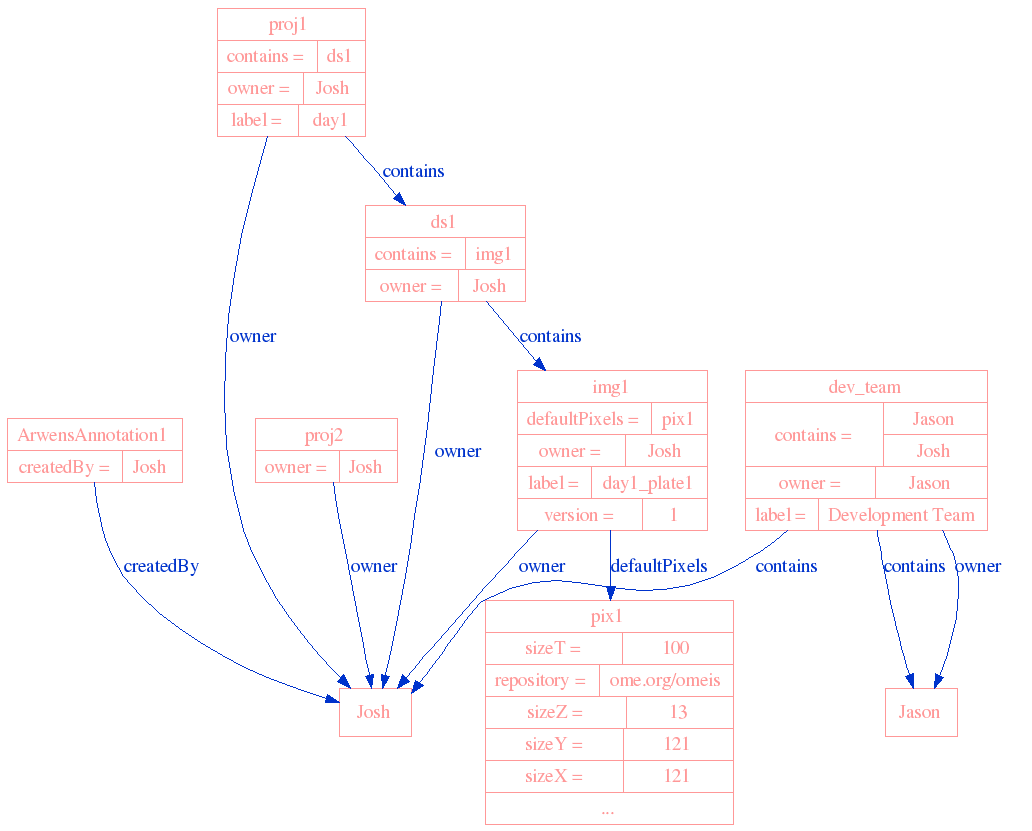 proj1
contains = ds1
owner = Josh
label = day1
contains
ds1
contains = img1
owner = Josh
owner
contains
img1
defaultPixels = pix1
owner = Josh
label = day1_plate1
version = 1
dev_team
contains = Jason
Josh
owner = Jason
label = Development Team
ArwensAnnotation1
createdBy = Josh
proj2
owner = Josh
owner
createdBy
owner
owner
defaultPixels
contains
contains
owner
pix1
sizeT = 100
repository = ome.org/omeis
sizeZ = 13
sizeY = 121
sizeX = 121
...
Josh
Jason